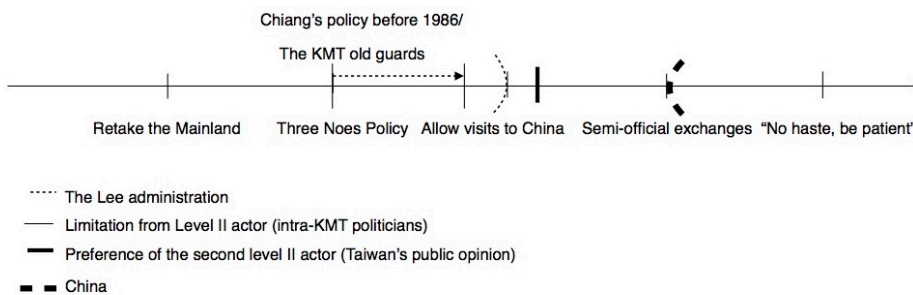 Chiang’s policy before 1986/
The KMT old guards
Retake the Mainland Three Noes Policy Allow visits to China Semi-official exchanges “No haste, be patient”
The Lee administration
Limitation from Level II actor (intra-KMT politicians)
Preference of the second level II actor (Taiwan’s public opinion)
China